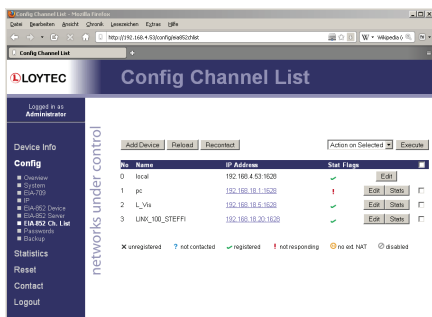 Config Channel List - Mozilla Firefox
Datei Bearbeiten Ansicht Chronik Lesezeichen Extras Hilfe
http://192.168.4.53/config/eia852chlist
W Wikipedia
Config Channel List +
LOYTEC
Config Channel List
Logged in as
Administrator
networks under control
Device Info
Config
Overview
System
EIA-709
IP
EIA-852 Device
EIA-852 Server
EIA-852 Ch. List
Passwords
Backup
Statistics
Reset
Contact
Logout
Add Device Reload Recontact Action on Selected Execute
No Name IP Address Stat Flags
0 local 192.168.4.53:1628 Edit
1 pc 192.168.18.1:1628 ! Edit Stats
2 L_Vis 192.168.18.6:1628 Edit Stats
3 LINX_100_STEFFI 192.168.18.20:1628 Edit Stats
unregistered ? not contacted registered ! not responding no ext. NAT disabled